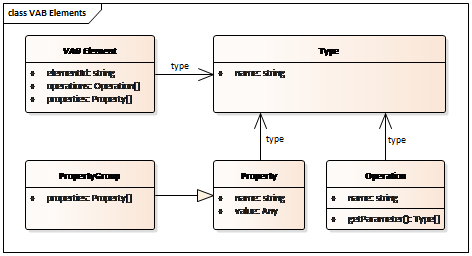 class VAB Elements
VAB Element
* elementId: string
* operations: Operation[]
* properties: Property[]
type
Type
* name: string
type
type
PropertyGroup
* properties: Property[]
Property
* name: string
* value: Any
Operation
* name: string
* getParameter(): Type[]